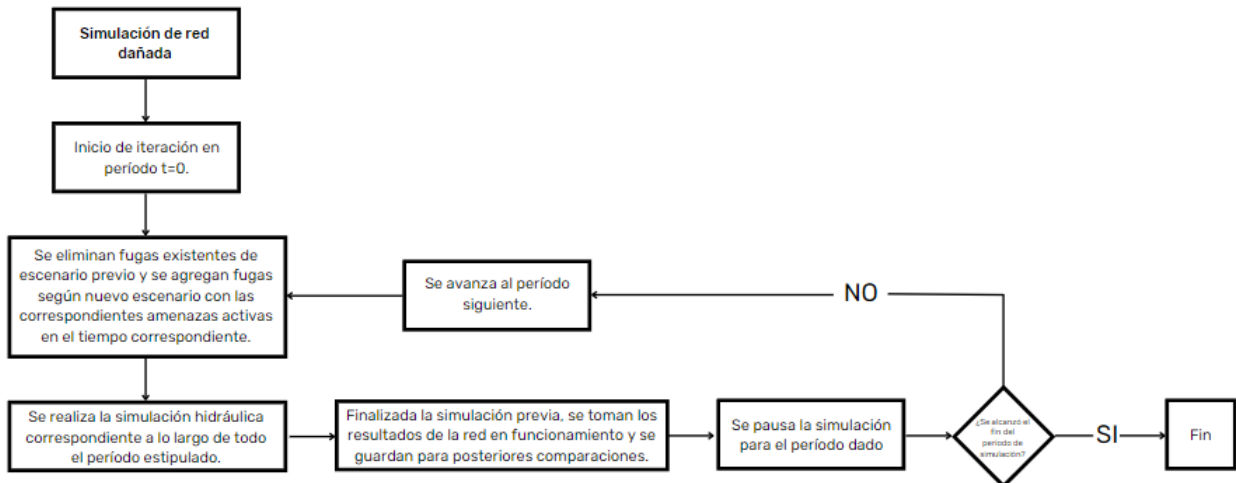 Simulación de red
dañada
Inicio de iteración en
período t=0.
Se eliminan fugas existentes de
escenario previo y se agregan fugas
según nuevo escenario con las
correspondientes amenazas activas
en el tiempo correspondiente.
Se avanza al período
siguiente.
NO
Se realiza la simulación hidráulica
correspondiente a lo largo de todo
el período estipulado.
Finalizada la simulación previa, se toman los
resultados de la red en funcionamiento y se
guardan para posteriores comparaciones.
Se pausa la simulación
para el período dado
¿Se alcanzó el
fin del
período de
simulación?
SI
Fin